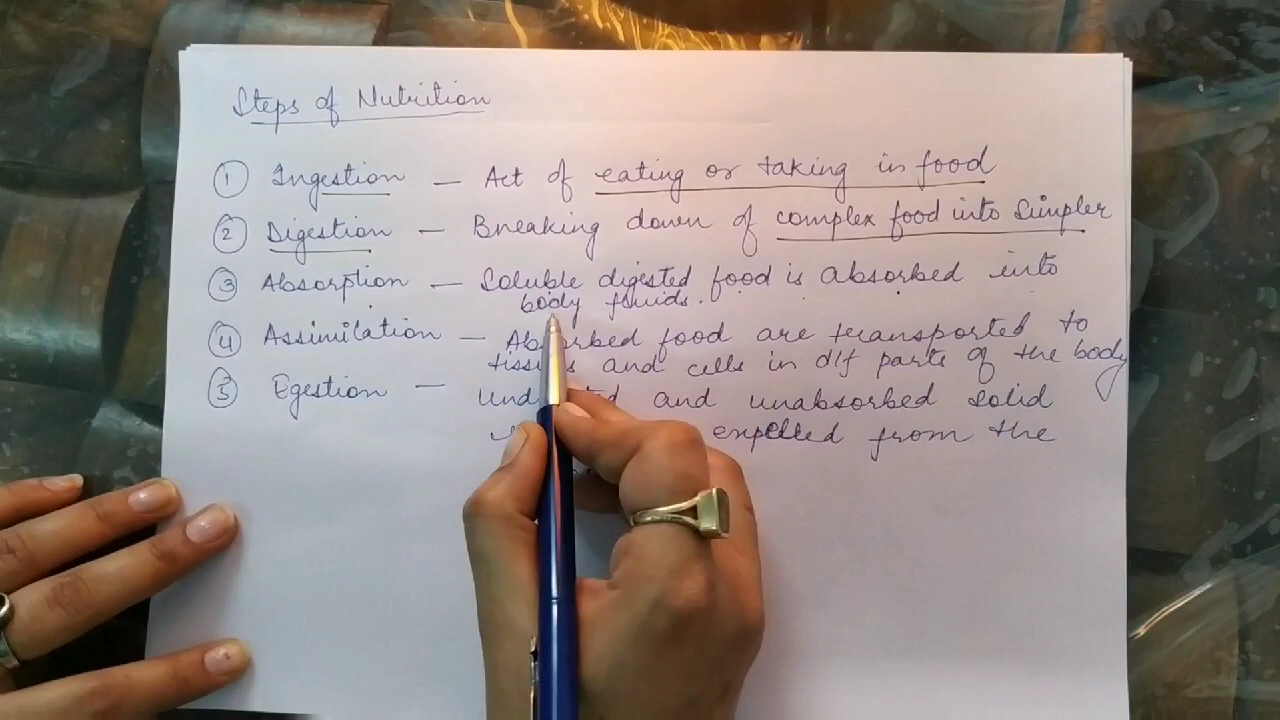 Steps of Nutrition
① Ingestion — Act of eating or taking in food
② Digestion — Breaking down of complex food into Simpler
③ Absorption — Soluble digested food is absorbed into
body fluids.
④ Assimilation — Absorbed food are transported to
and cells in d/f parts of the body
⑤ Egestion — and unabsorbed solid
expelled from the